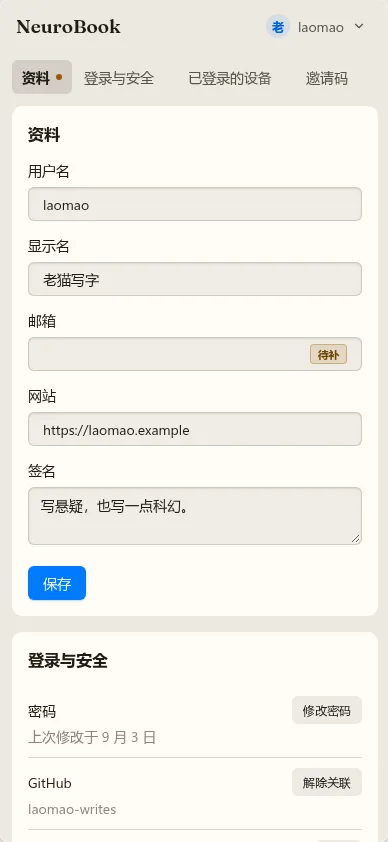 NeuroBook
老 laomao
资料 登录与安全 已登录的设备 邀请码
资料
用户名
laomao
显示名
老猫写字
邮箱
待补
网站
https://laomao.example
签名
写悬疑，也写一点科幻。
保存
登录与安全
密码
修改密码
上次修改于 9 月 3 日
GitHub
解除关联
laomao-writes